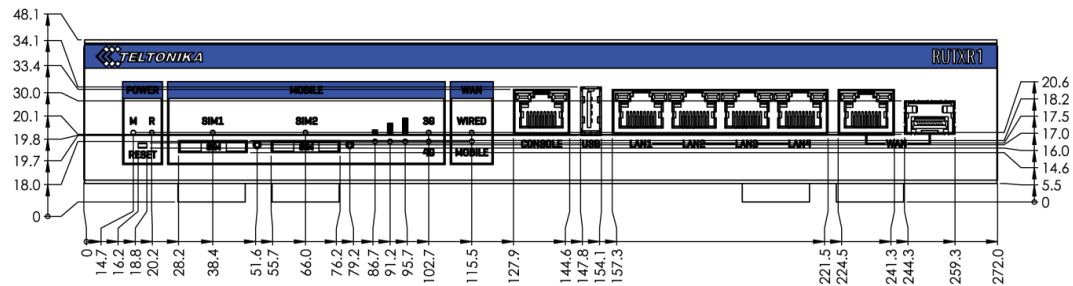 48.1
34.1
33.4
30.0
20.1
19.8
19.7
18.0
0
TELTONIKA
RUTXR1
POWER
MOBILE
WAN
M R
SIM1
SIM2
3G
WIRED
RESET
SIM
SIM
4G
MOBILE
CONSOLE
USB
LAN1
LAN2
LAN3
LAN4
WAN
20.6
18.2
17.5
17.0
16.0
14.6
5.5
0
0
14.7
16.2
18.8
20.2
28.2
38.4
51.6
55.7
66.0
76.2
79.2
86.7
91.2
95.7
102.7
115.5
127.9
144.6
147.8
154.1
157.3
221.5
224.5
241.3
244.3
259.3
272.0